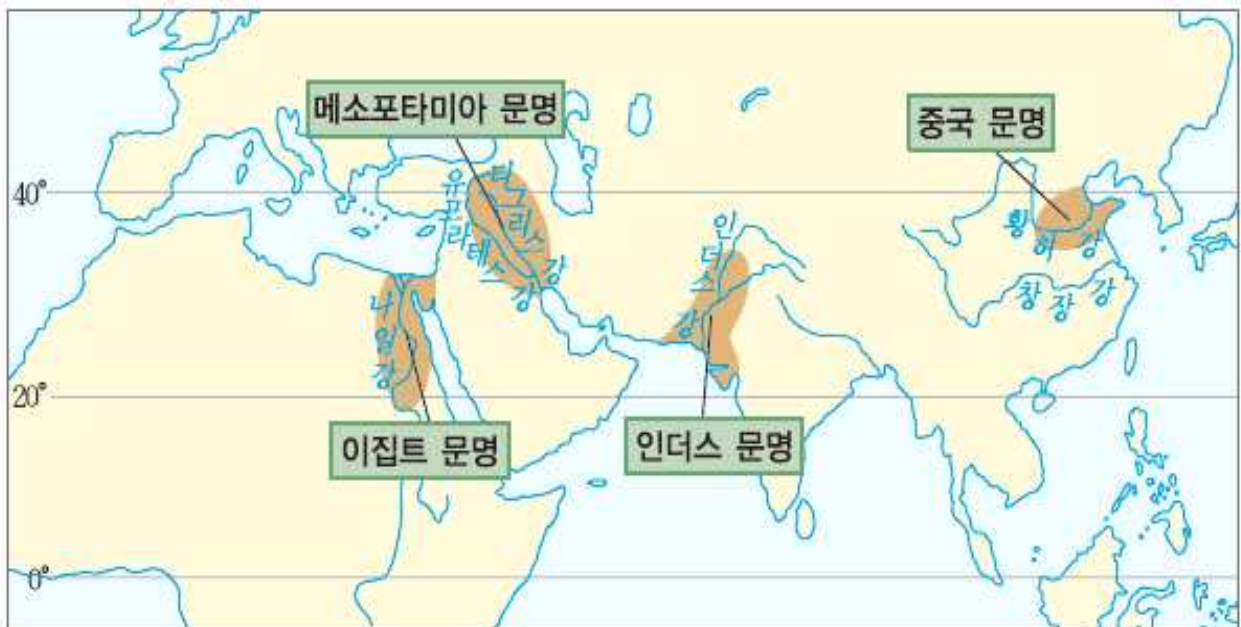 메소포타미아 문명
중국 문명
40°
유프라테스강
티그리스강
인더스강
황허강
창장강
나일강
20°
이집트 문명
인더스 문명
0°